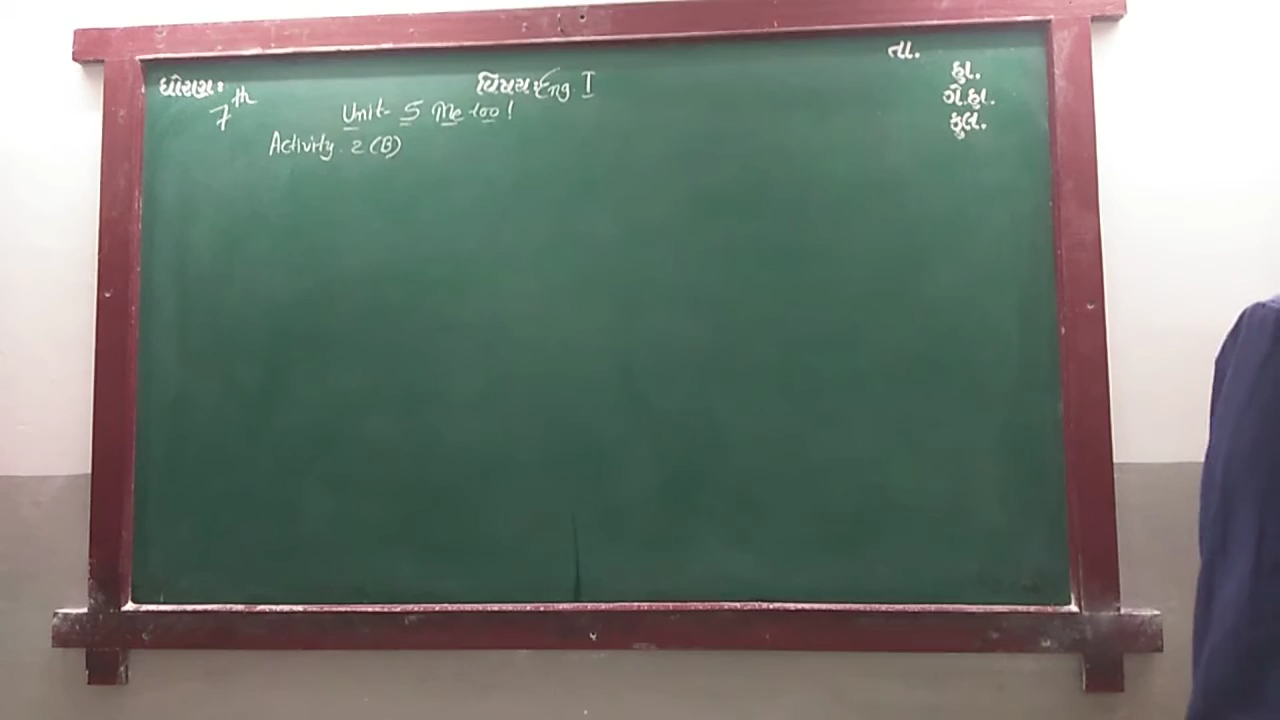 તા.
ધોરણ: 7th
વિષય: Eng. I
હા.
ગે.હા.
કુલ.
Unit- 5 Me too!
Activity. 2 (B)